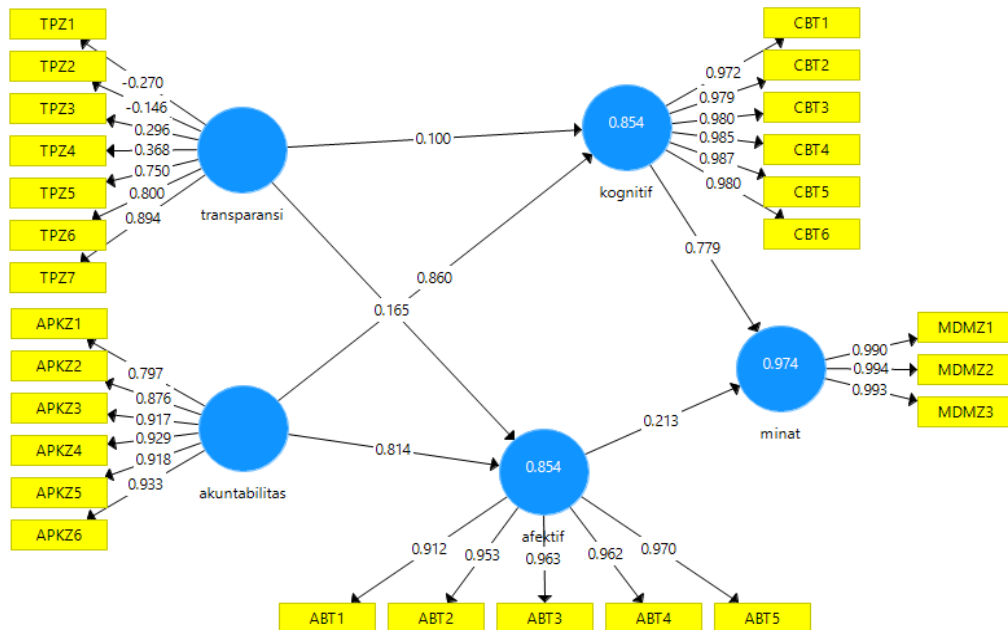 TPZ1
TPZ2
TPZ3
TPZ4
TPZ5
TPZ6
TPZ7
-0.270
-0.146
0.296
0.368
0.750
0.800
0.894
transparansi
0.100
0.165
APKZ1
APKZ2
APKZ3
APKZ4
APKZ5
APKZ6
0.797
0.876
0.917
0.929
0.918
0.933
akuntabilitas
0.860
0.814
0.854
kognitif
0.972
0.979
0.980
0.985
0.987
0.980
CBT1
CBT2
CBT3
CBT4
CBT5
CBT6
0.779
0.854
afektif
0.912
0.953
0.963
0.962
0.970
ABT1
ABT2
ABT3
ABT4
ABT5
0.213
0.974
minat
0.990
0.994
0.993
MDMZ1
MDMZ2
MDMZ3